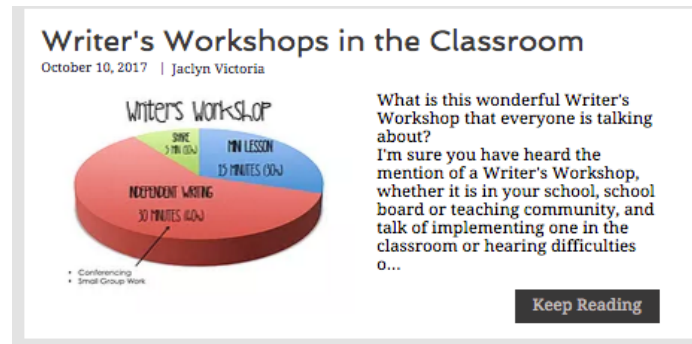 Writer's Workshops in the Classroom
October 10, 2017 | Jaclyn Victoria
Writers Workshop
SHARE
5 MIN (10%)
MINI LESSON
15 MINUTES (30%)
INDEPENDENT WRITING
30 MINUTES (60%)
• Conferencing
• Small Group Work
What is this wonderful Writer's
Workshop that everyone is talking
about?
I'm sure you have heard the
mention of a Writer's Workshop,
whether it is in your school, school
board or teaching community, and
talk of implementing one in the
classroom or hearing difficulties
o...
Keep Reading